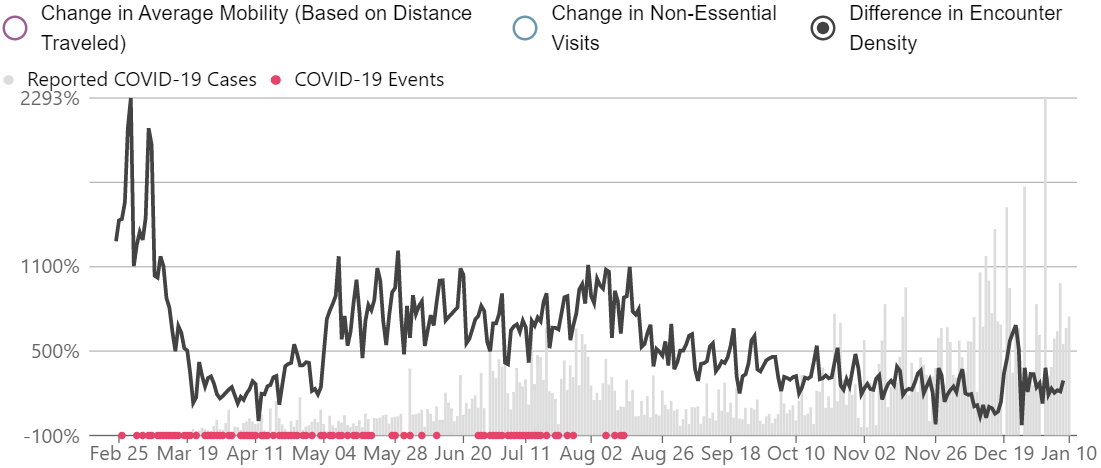 Change in Average Mobility (Based on Distance
Traveled)
Change in Non-Essential
Visits
Difference in Encounter
Density
Reported COVID-19 Cases
COVID-19 Events
2293%
1100%
500%
-100%
Feb 25 Mar 19 Apr 11 May 04 May 28 Jun 20 Jul 11 Aug 02 Aug 26 Sep 18 Oct 10 Nov 02 Nov 26 Dec 19 Jan 10